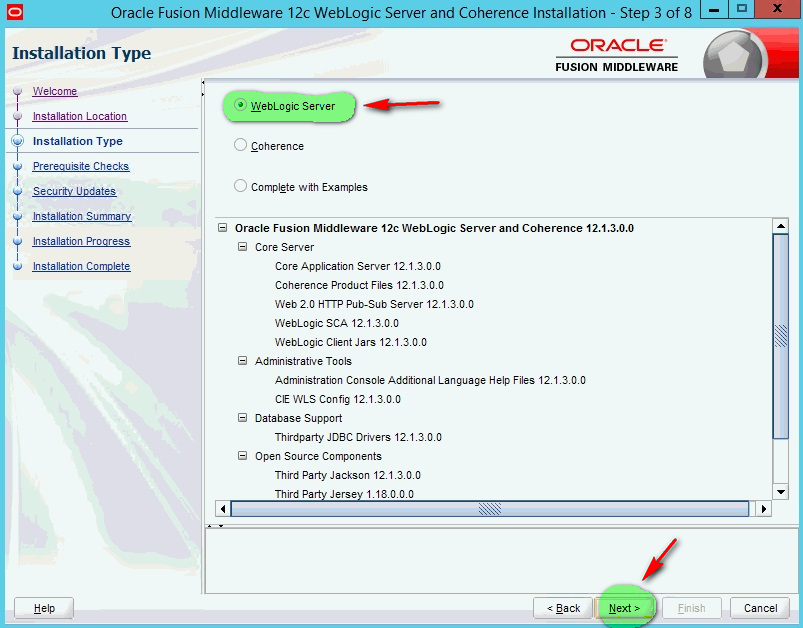 Oracle Fusion Middleware 12c WebLogic Server and Coherence Installation - Step 3 of 8
Installation Type
ORACLE
FUSION MIDDLEWARE
Welcome
Installation Location
Installation Type
Prerequisite Checks
Security Updates
Installation Summary
Installation Progress
Installation Complete
WebLogic Server
Coherence
Complete with Examples
Oracle Fusion Middleware 12c WebLogic Server and Coherence 12.1.3.0.0
Core Server
Core Application Server 12.1.3.0.0
Coherence Product Files 12.1.3.0.0
Web 2.0 HTTP Pub-Sub Server 12.1.3.0.0
WebLogic SCA 12.1.3.0.0
WebLogic Client Jars 12.1.3.0.0
Administrative Tools
Administration Console Additional Language Help Files 12.1.3.0.0
CIE WLS Config 12.1.3.0.0
Database Support
Thirdparty JDBC Drivers 12.1.3.0.0
Open Source Components
Third Party Jackson 12.1.3.0.0
Third Party Jersey 1.18.0.0.0
Help
< Back
Next >
Finish
Cancel